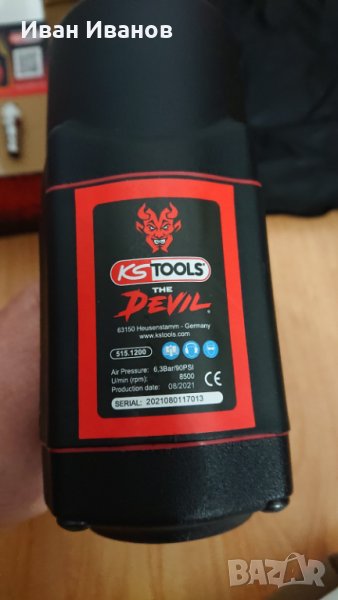 Иван Иванов
KS TOOLS®
THE
DEVIL®
63150 Heusenstamm - Germany
www.kstools.com
515.1200
Air Pressure: 6,3Bar/90PSI
U/min (rpm): 8500
Production date: 08/2021
CE
SERIAL: 2021080117013
BAZAR